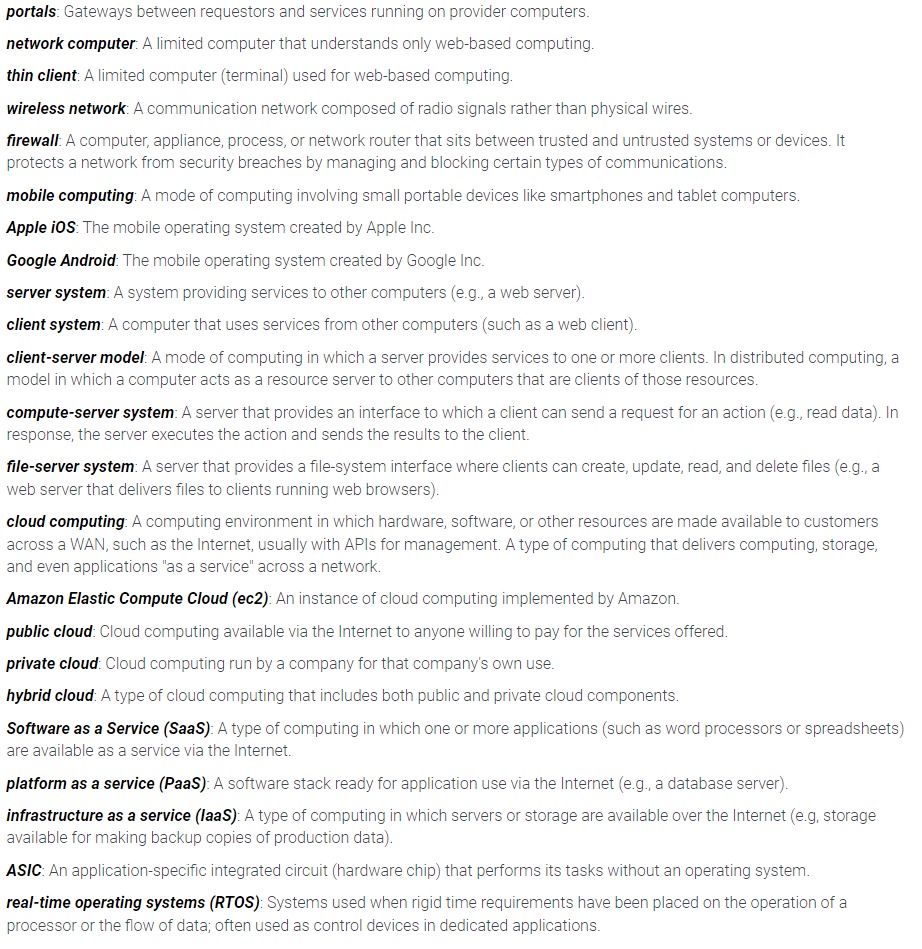 portals: Gateways between requestors and services running on provider computers.
network computer: A limited computer that understands only web-based computing.
thin client: A limited computer (terminal) used for web-based computing.
wireless network: A communication network composed of radio signals rather than physical wires.
firewall: A computer, appliance, process, or network router that sits between trusted and untrusted systems or devices. It
protects a network from security breaches by managing and blocking certain types of communications.
mobile computing: A mode of computing involving small portable devices like smartphones and tablet computers.
Apple iOS: The mobile operating system created by Apple Inc.
Google Android: The mobile operating system created by Google Inc.
server system: A system providing services to other computers (e.g., a web server).
client system: A computer that uses services from other computers (such as a web client).
client-server model: A mode of computing in which a server provides services to one or more clients. In distributed computing, a
model in which a computer acts as a resource server to other computers that are clients of those resources.
compute-server system: A server that provides an interface to which a client can send a request for an action (e.g., read data). In
response, the server executes the action and sends the results to the client.
file-server system: A server that provides a file-system interface where clients can create, update, read, and delete files (e.g., a
web server that delivers files to clients running web browsers).
cloud computing: A computing environment in which hardware, software, or other resources are made available to customers
across a WAN, such as the Internet, usually with APIs for management. A type of computing that delivers computing, storage,
and even applications "as a service" across a network.
Amazon Elastic Compute Cloud (ec2): An instance of cloud computing implemented by Amazon.
public cloud: Cloud computing available via the Internet to anyone willing to pay for the services offered.
private cloud: Cloud computing run by a company for that company's own use.
hybrid cloud: A type of cloud computing that includes both public and private cloud components.
Software as a Service (SaaS): A type of computing in which one or more applications (such as word processors or spreadsheets)
are available as a service via the Internet.
platform as a service (PaaS): A software stack ready for application use via the Internet (e.g., a database server).
infrastructure as a service (IaaS): A type of computing in which servers or storage are available over the Internet (e.g, storage
available for making backup copies of production data).
ASIC: An application-specific integrated circuit (hardware chip) that performs its tasks without an operating system.
real-time operating systems (RTOS): Systems used when rigid time requirements have been placed on the operation of a
processor or the flow of data; often used as control devices in dedicated applications.